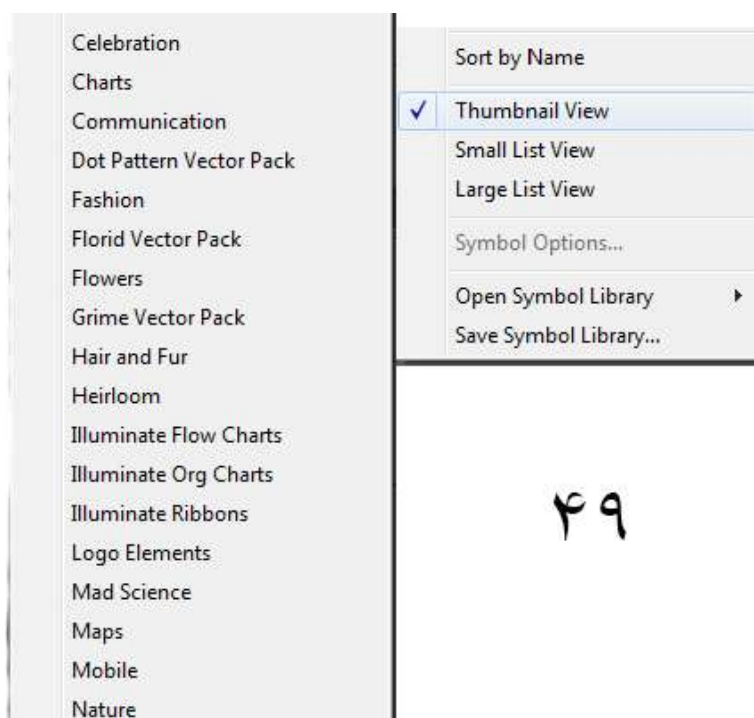 Celebration
Charts
Communication
Dot Pattern Vector Pack
Fashion
Florid Vector Pack
Flowers
Grime Vector Pack
Hair and Fur
Heirloom
Illuminate Flow Charts
Illuminate Org Charts
Illuminate Ribbons
Logo Elements
Mad Science
Maps
Mobile
Nature
Sort by Name
Thumbnail View
Small List View
Large List View
Symbol Options...
Open Symbol Library
Save Symbol Library...
۴۹